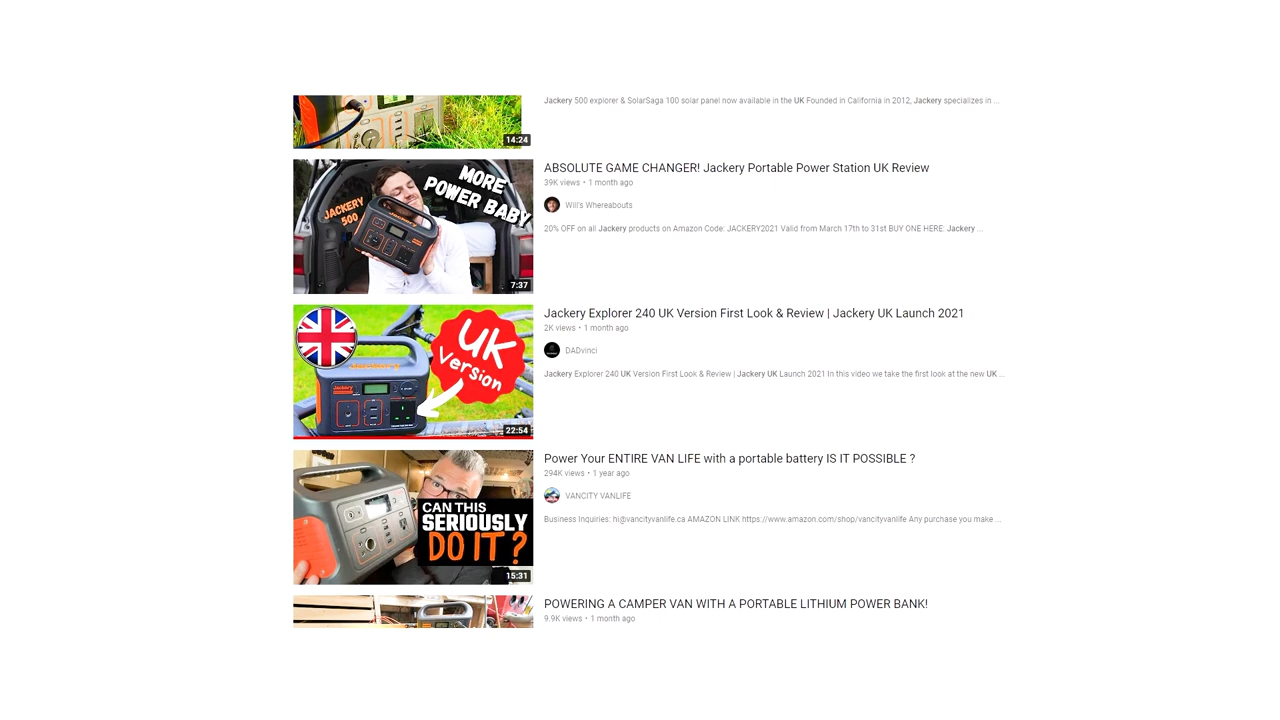 Jackery 500 explorer & SolarSaga 100 solar panel now available in the UK Founded in California in 2012, Jackery specializes in ...
14:24
ABSOLUTE GAME CHANGER! Jackery Portable Power Station UK Review
39K views • 1 month ago
Will's Whereabouts
20% OFF on all Jackery products on Amazon Code: JACKERY2021 Valid from March 17th to 31st BUY ONE HERE: Jackery ...
MORE
POWER BABY
JACKERY
500
Jackery
7:37
Jackery Explorer 240 UK Version First Look & Review | Jackery UK Launch 2021
2K views • 1 month ago
DADvinci
Jackery Explorer 240 UK Version First Look & Review | Jackery UK Launch 2021 In this video we take the first look at the new UK ...
UK
Version
Jackery
22:54
Power Your ENTIRE VAN LIFE with a portable battery IS IT POSSIBLE ?
294K views • 1 year ago
VANCITY VANLIFE
Business Inquiries: hi@vancityvanlife.ca AMAZON LINK https://www.amazon.com/shop/vancityvanlife Any purchase you make ...
CAN THIS
SERIOUSLY
DO IT?
15:31
POWERING A CAMPER VAN WITH A PORTABLE LITHIUM POWER BANK!
9.9K views • 1 month ago